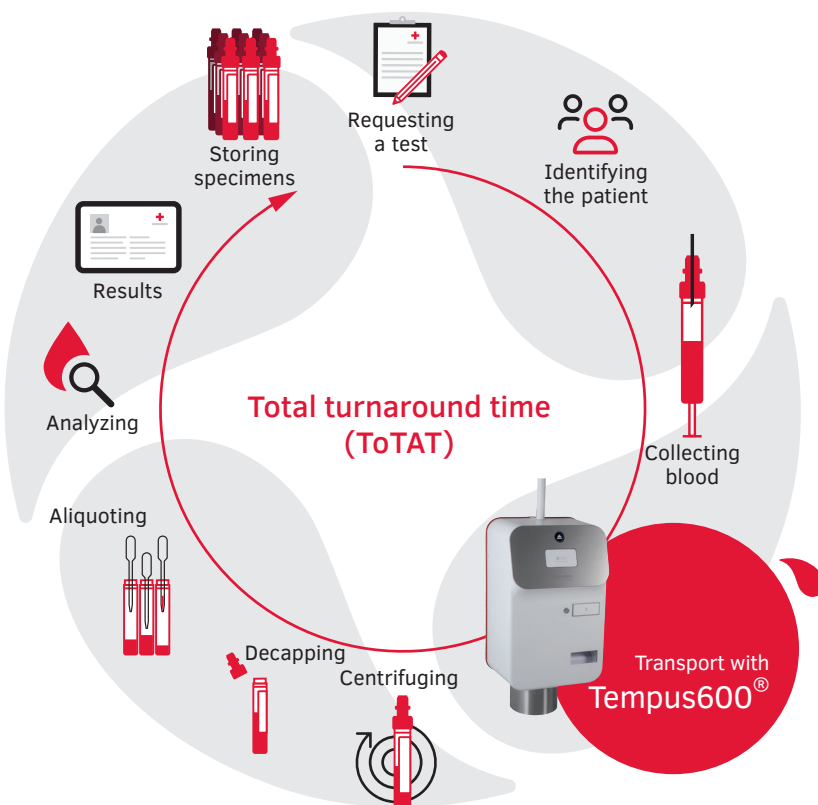 Requesting
a test
Identifying
the patient
Collecting
blood
Transport with
Tempus600®
Centrifuging
Decapping
Aliquoting
Analyzing
Results
Storing
specimens
Total turnaround time
(ToTAT)